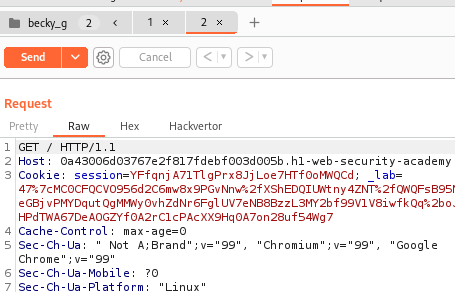 becky_g 2 < 1 × 2 × +
Send Cancel < >
Request
Pretty Raw Hex Hackvertor
1 GET / HTTP/1.1
2 Host: 0a43006d03767e2f817fdebf003d005b.h1-web-security-academy
3 Cookie: session=YFfqnjA71TlgPrx8JjLoe7HTf0oMWQCd; _lab=
47%7cMC0CFQCVO956d2C6mw8x9PGvNnw%2fXShEDQIUWtny4ZNT%2fQWQFsB95M
eGBjvPMYDqutQgMMWy0vhZdNr6FglUV7eNB8BzzL3MY2bf99V1V8iwfkQq%2boJ
HPdTWA67DeA0GZYf0A2rC1cPAcXX9Hq0A7on28uf54Wg7
4 Cache-Control: max-age=0
5 Sec-Ch-Ua: " Not A;Brand";v="99", "Chromium";v="99", "Google
Chrome";v="99"
6 Sec-Ch-Ua-Mobile: ?0
7 Sec-Ch-Ua-Platform: "Linux"